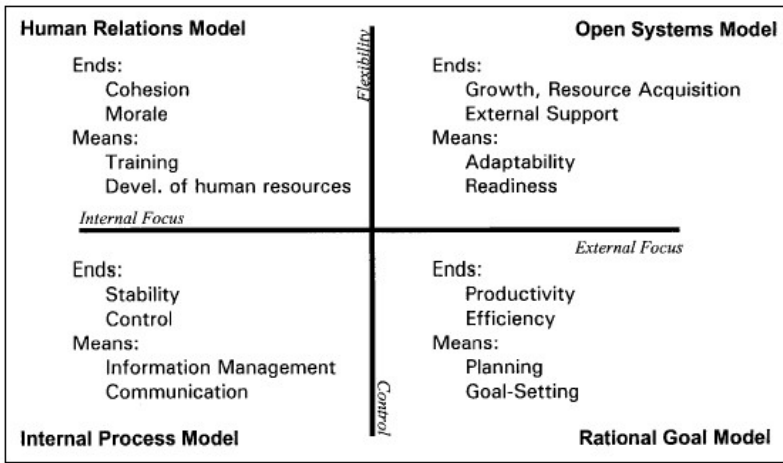 Human Relations Model
Ends:
Cohesion
Morale
Means:
Training
Devel. of human resources
Internal Focus
Flexibility
Open Systems Model
Ends:
Growth, Resource Acquisition
External Support
Means:
Adaptability
Readiness
External Focus
Ends:
Stability
Control
Means:
Information Management
Communication
Internal Process Model
Control
Ends:
Productivity
Efficiency
Means:
Planning
Goal-Setting
Rational Goal Model